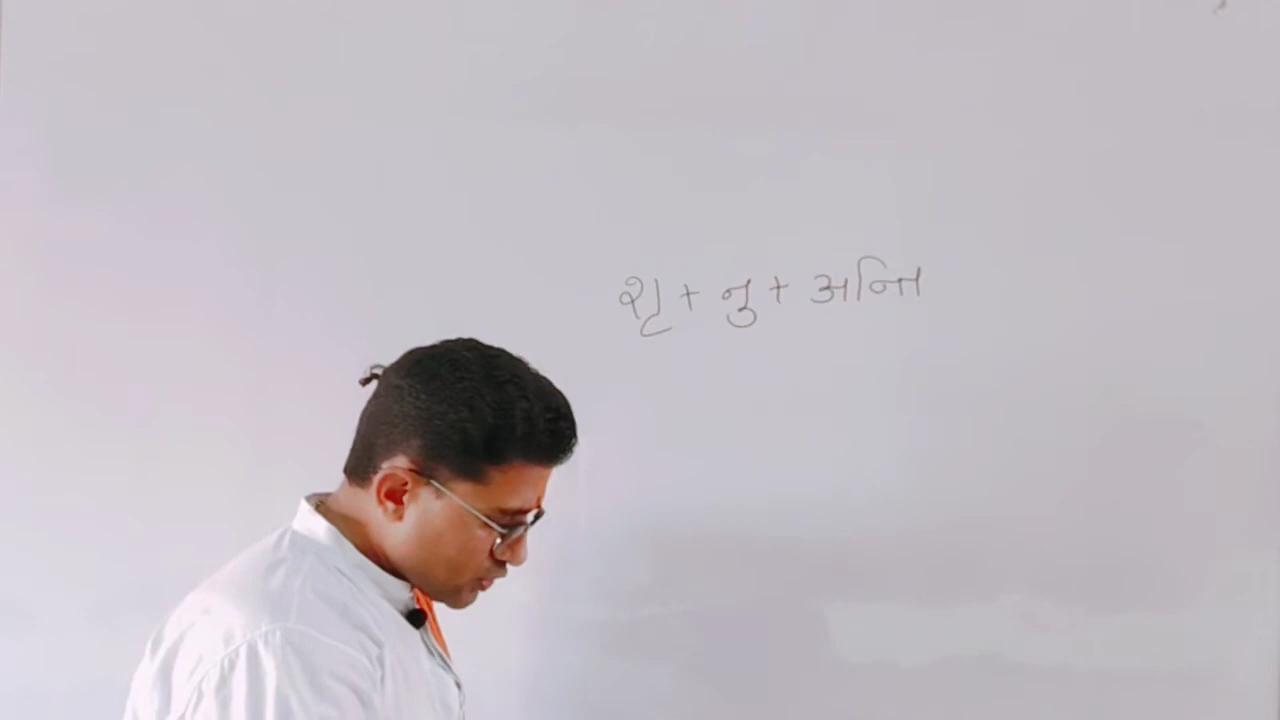 शृ + नु + अन्ति